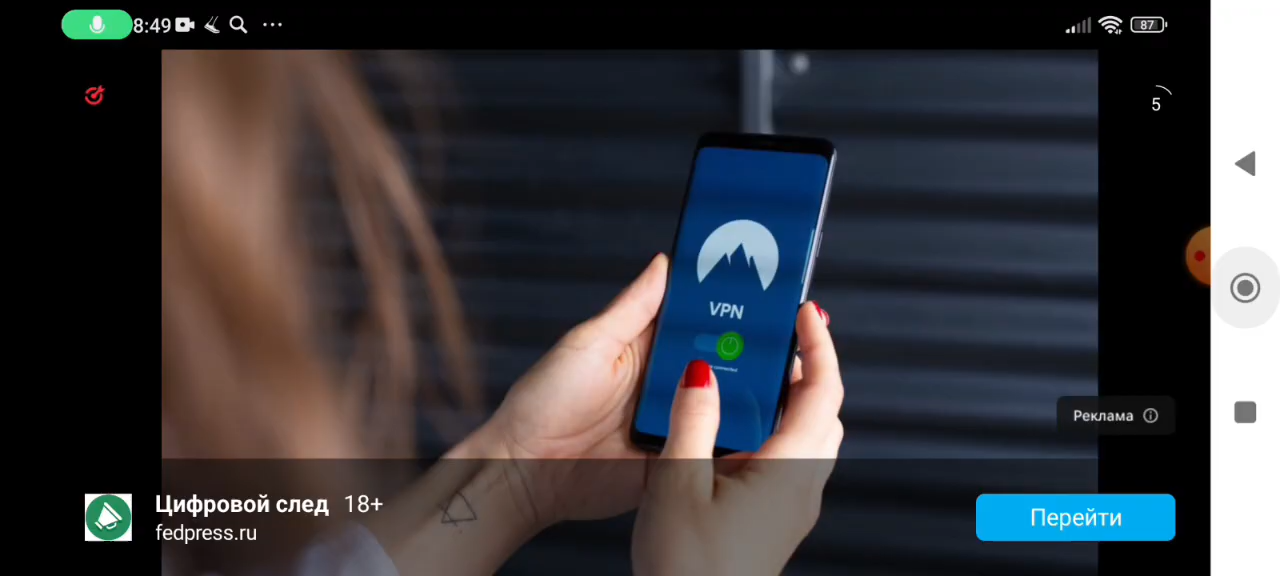 8:49
87
5
VPN
Реклама
Цифровой след 18+
fedpress.ru
Перейти